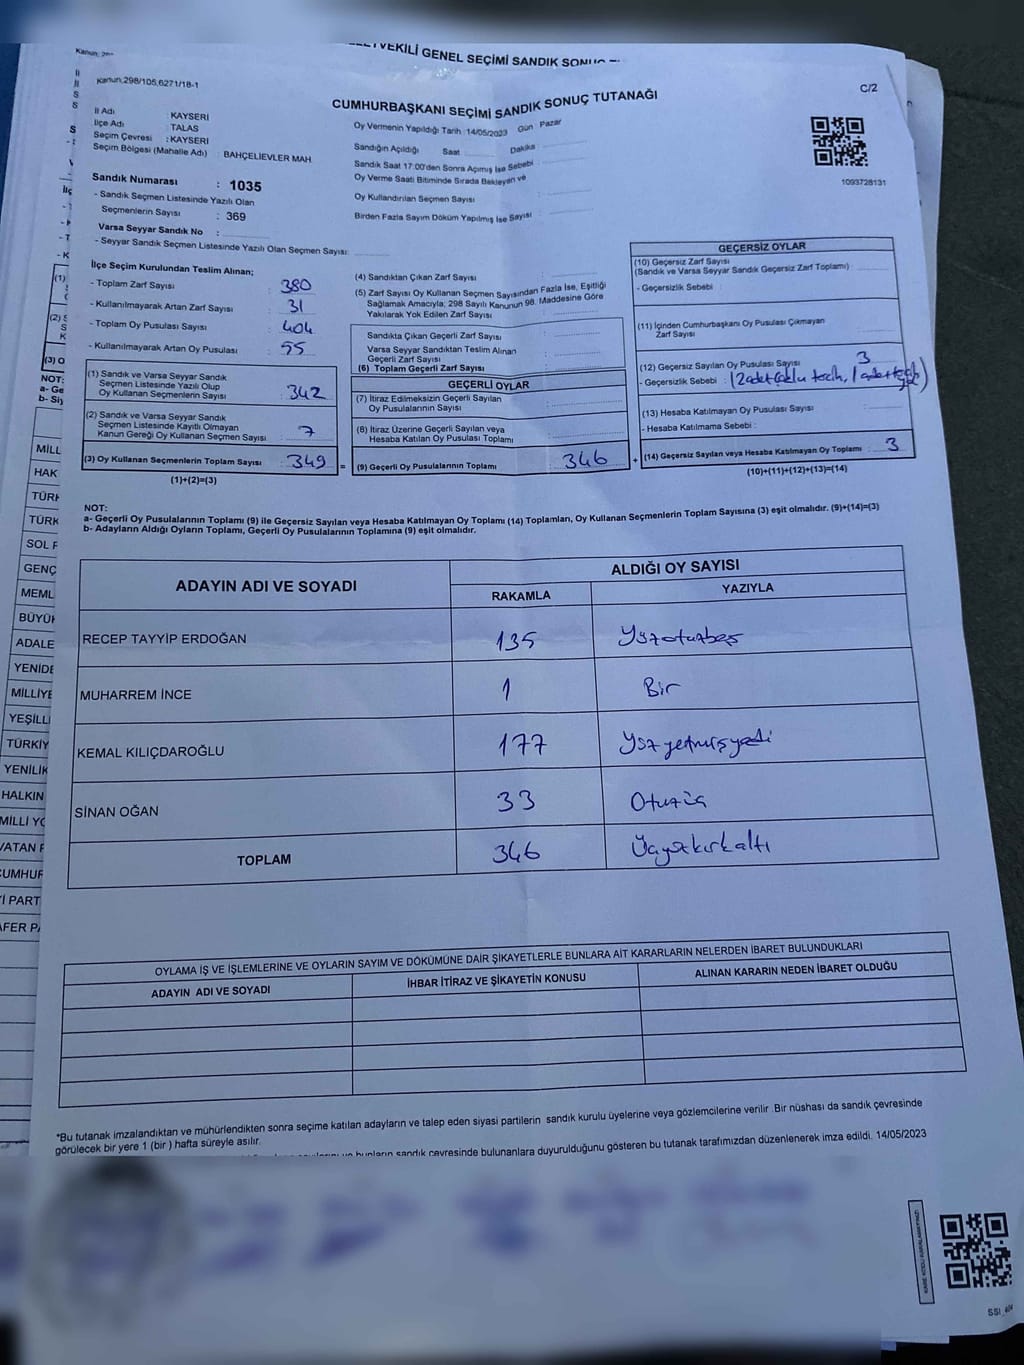 VEKİLİ GENEL SEÇİMİ SANDIK
Kanun,298/105,6271/18-1
C/2
CUMHURBAŞKANI SEÇİMİ SANDIK SONUÇ TUTANAĞI
İl Adı : KAYSERİ
İlçe Adı : TALAS
Seçim Çevresi : KAYSERİ
Seçim Bölgesi (Mahalle Adı) : BAHÇELİEVLER MAH
Oy Vermenin Yapıldığı Tarih :14/05/2023 Gün : Pazar
Sandığın Açıldığı Saat Dakika
Sandık Saat 17:00'den Sonra Açımış İse Sebebi
Oy Verme Saati Bitiminde Sırada Bekleyen ve
Oy Kullandırılan Seçmen Sayısı :
Birden Fazla Sayım Döküm Yapılmış İse Sayısı :
1093728131
Sandık Numarası : 1035
- Sandık Seçmen Listesinde Yazılı Olan
Seçmenlerin Sayısı : 369
Varsa Seyyar Sandık No :
- Seyyar Sandık Seçmen Listesinde Yazılı Olan Seçmen Sayısı:
İlçe Seçim Kurulundan Teslim Alınan;
- Toplam Zarf Sayısı : 380
- Kullanılmayarak Artan Zarf Sayısı : 31
- Toplam Oy Pusulası Sayısı : 404
- Kullanılmayarak Artan Oy Pusulası : 55
(1) Sandık ve Varsa Seyyar Sandık
Seçmen Listesinde Yazılı Olup
Oy Kullanan Seçmenlerin Sayısı : 342
(2) Sandık ve Varsa Seyyar Sandık
Seçmen Listesinde Kayıtlı Olmayan
Kanun Gereği Oy Kullanan Seçmen Sayısı : 7
(3) Oy Kullanan Seçmenlerin Toplam Sayısı : 349 =
(1)+(2)=(3)
(4) Sandıktan Çıkan Zarf Sayısı :
(5) Zarf Sayısı Oy Kullanan Seçmen Sayısından Fazla İse, Eşitliği
Sağlamak Amacıyla; 298 Sayılı Kanunun 98. Maddesine Göre
Yakılarak Yok Edilen Zarf Sayısı :
Sandıkta Çıkan Geçerli Zarf Sayısı :
Varsa Seyyar Sandıktan Teslim Alınan
Geçerli Zarf Sayısı :
(6) Toplam Geçerli Zarf Sayısı :
GEÇERLİ OYLAR
(7) İtiraz Edilmeksizin Geçerli Sayılan
Oy Pusulalarının Sayısı :
(8) İtiraz Üzerine Geçerli Sayılan veya
Hesaba Katılan Oy Pusulası Toplamı :
(9) Geçerli Oy Pusulalarının Toplamı : 346 +
GEÇERSİZ OYLAR
(10) Geçersiz Zarf Sayısı
(Sandık ve Varsa Seyyar Sandık Geçersiz Zarf Toplamı) :
- Geçersizlik Sebebi :
(11) İçinden Cumhurbaşkanı Oy Pusulası Çıkmayan
Zarf Sayısı :
(12) Geçersiz Sayılan Oy Pusulası Sayısı : 3
- Geçersizlik Sebebi : (2 adet çoklu tercih, 1 adet
(13) Hesaba Katılmayan Oy Pusulası Sayısı :
- Hesaba Katılmama Sebebi :
(14) Geçersiz Sayılan veya Hesaba Katılmayan Oy Toplamı : 3
(10)+(11)+(12)+(13)=(14)
NOT:
a- Geçerli Oy Pusulalarının Toplamı (9) ile Geçersiz Sayılan veya Hesaba Katılmayan Oy Toplamı (14) Toplamları, Oy Kullanan Seçmenlerin Toplam Sayısına (3) eşit olmalıdır. (9)+(14)=(3)
b- Adayların Aldığı Oyların Toplamı, Geçerli Oy Pusulalarının Toplamına (9) eşit olmalıdır.
ADAYIN ADI VE SOYADI
ALDIĞI OY SAYISI
RAKAMLA YAZIYLA
RECEP TAYYİP ERDOĞAN 135 Yüzotuzbeş
MUHARREM İNCE 1 Bir
KEMAL KILIÇDAROĞLU 177 Yüzyetmişyedi
SİNAN OĞAN 33 Otuzüç
TOPLAM 346 Üçyüzkırkaltı
OYLAMA İŞ VE İŞLEMLERİNE VE OYLARIN SAYIM VE DÖKÜMÜNE DAİR ŞİKAYETLERLE BUNLARA AİT KARARLARIN NELERDEN İBARET BULUNDUKLARI
ADAYIN ADI VE SOYADI
İHBAR İTİRAZ VE ŞİKAYETİN KONUSU
ALINAN KARARIN NEDEN İBARET OLDUĞU
*Bu tutanak imzalandıktan ve mühürlendikten sonra seçime katılan adayların ve talep eden siyasi partilerin sandık kurulu üyelerine veya gözlemcilerine verilir .Bir nüshası da sandık çevresinde
görülecek bir yere 1 (bir ) hafta süreyle asılır.
bunların sandık çevresinde bulunanlara duyurulduğunu gösteren bu tutanak tarafımızdan düzenlenerek imza edildi. 14/05/2023
NOT:
MİLL
HAK
TÜRK
TÜRK
SOL P
GENÇ
MEML
BÜYÜK
ADALE
YENİDE
MİLLİYE
YEŞİLL
TÜRKİY
YENİLİK
HALKIN
MİLLİ YO
VATAN P
CUMHUR
İ PART
AFER PA